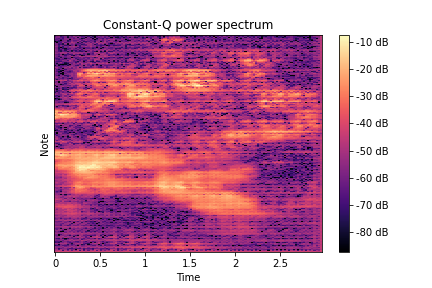 Constant-Q power spectrum
Note
-10 dB
-20 dB
-30 dB
-40 dB
-50 dB
-60 dB
-70 dB
-80 dB
0
0.5
1
1.5
2
2.5
Time